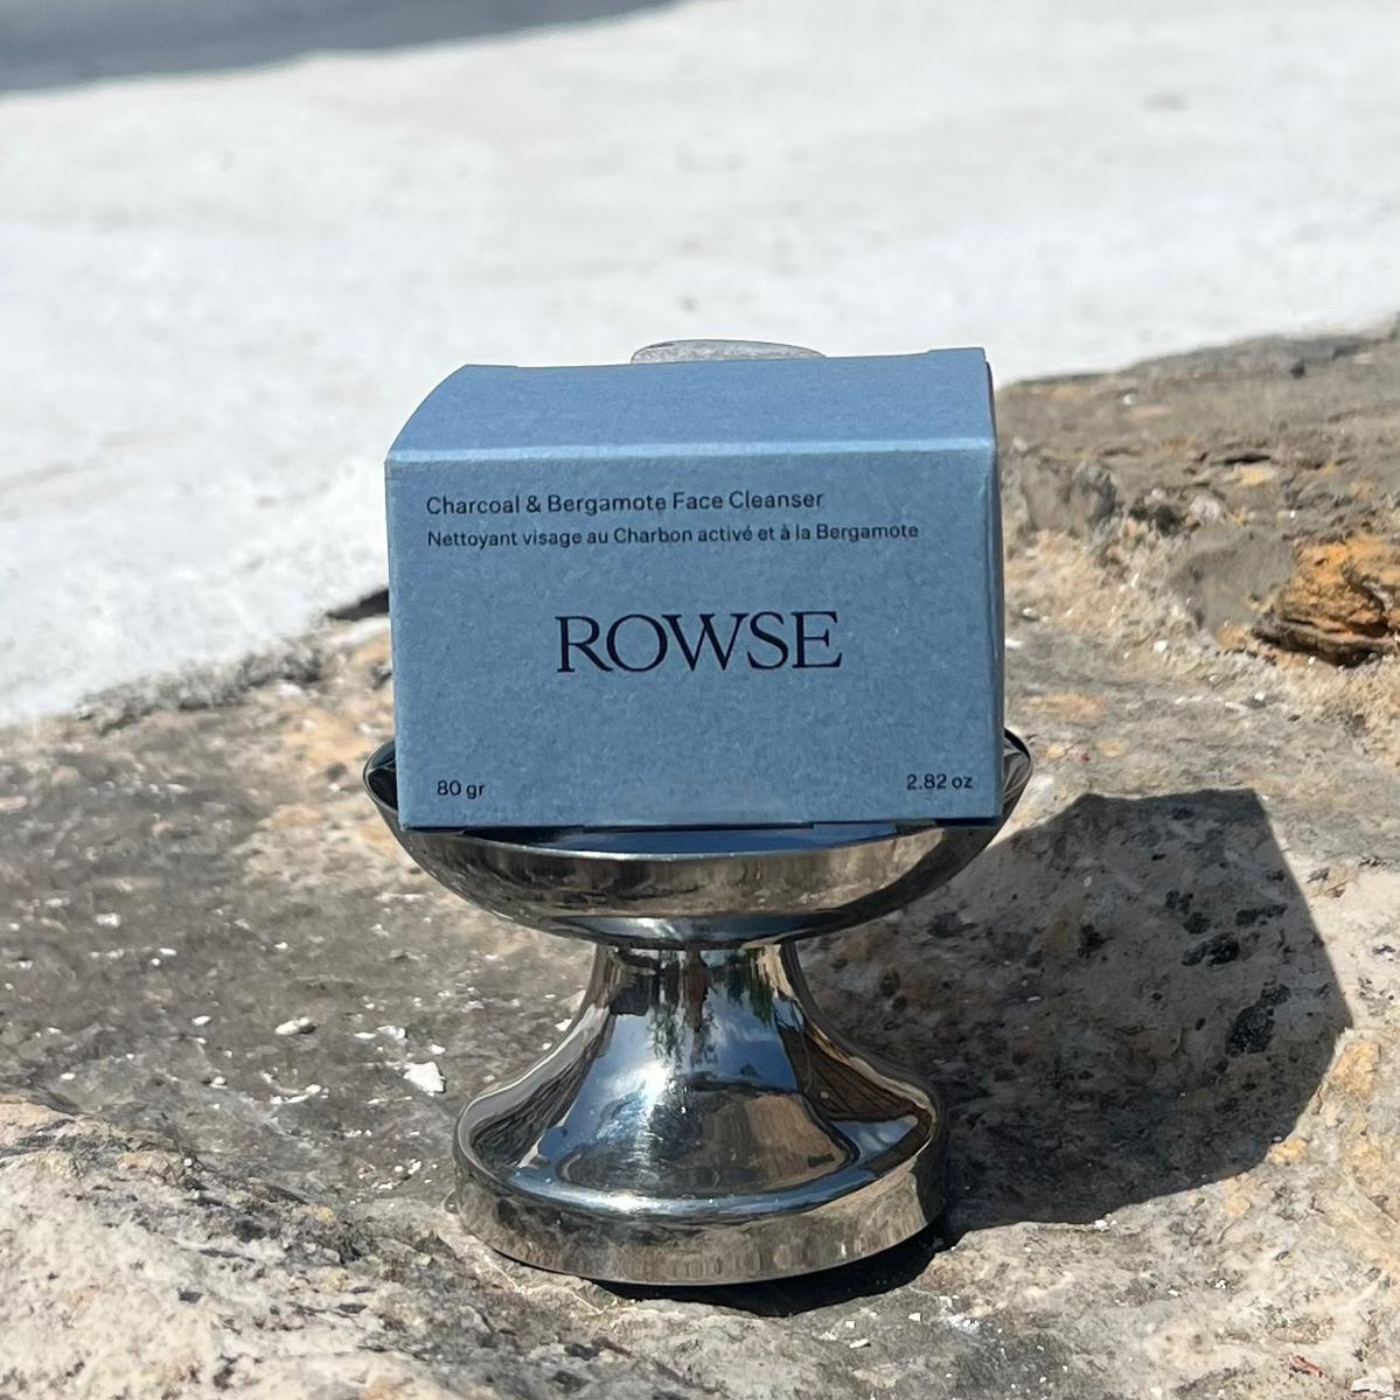 Charcoal & Bergamote Face Cleanser
Nettoyant visage au Charbon activé et à la Bergamote
ROWSE
80 gr
2.82 oz